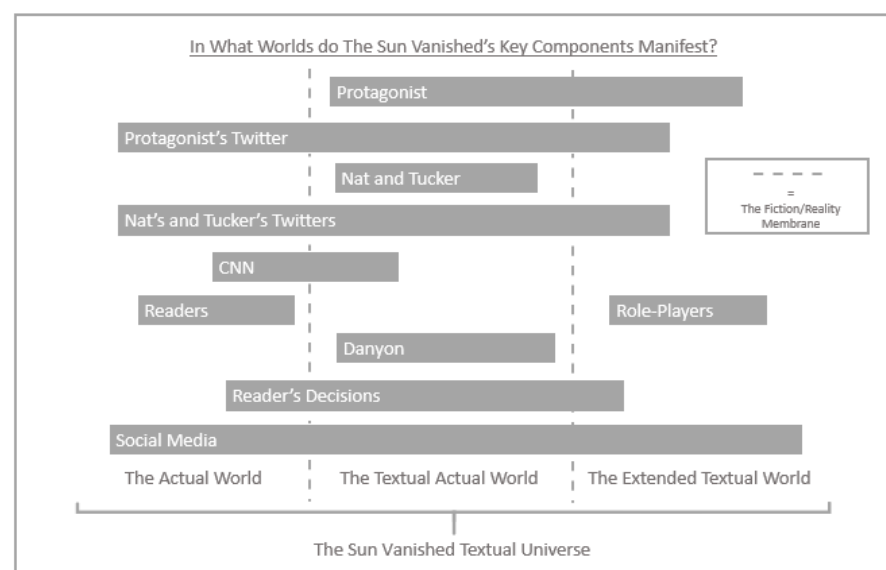 In What Worlds do The Sun Vanished's Key Components Manifest?
Protagonist
Protagonist's Twitter
Nat and Tucker
Nat's and Tucker's Twitters
CNN
Readers
Role-Players
Danyon
Reader's Decisions
Social Media
The Actual World
The Textual Actual World
The Extended Textual World
The Sun Vanished Textual Universe
=
The Fiction/Reality
Membrane